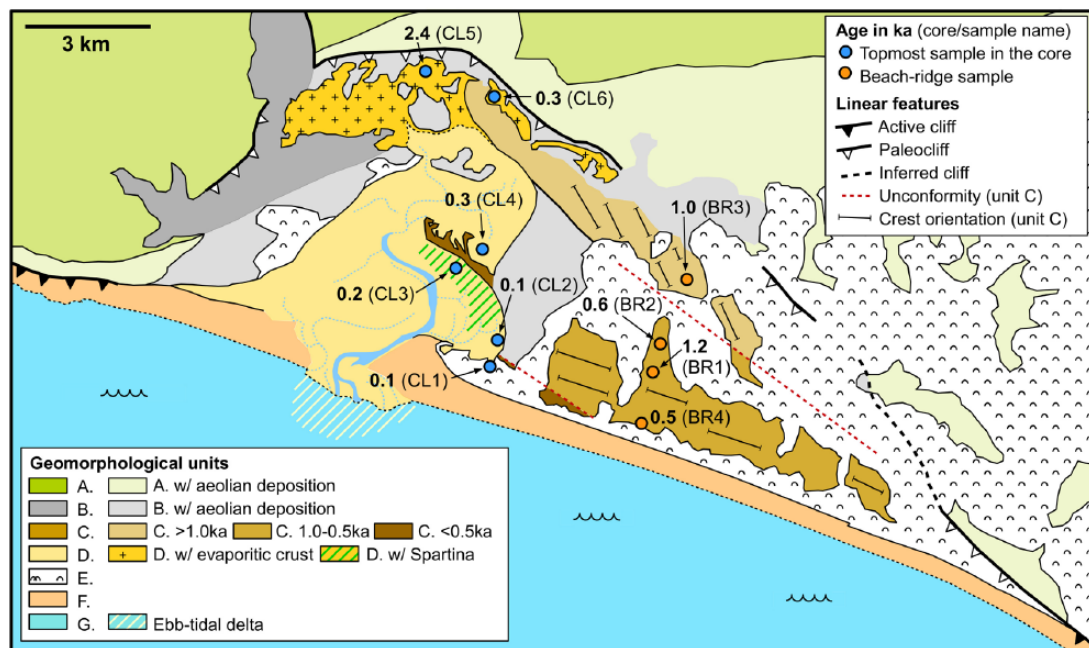 3 km
2.4 (CL5)
0.3 (CL6)
0.3 (CL4)
0.2 (CL3)
0.1 (CL2)
0.1 (CL1)
1.0 (BR3)
0.6 (BR2)
1.2
(BR1)
0.5 (BR4)
Age in ka (core/sample name)
Topmost sample in the core
Beach-ridge sample
Linear features
Active cliff
Paleocliff
Inferred cliff
Unconformity (unit C)
Crest orientation (unit C)
Geomorphological units
A. A. w/ aeolian deposition
B. B. w/ aeolian deposition
C. C. >1.0ka C. 1.0-0.5ka C. <0.5ka
D. D. w/ evaporitic crust D. w/ Spartina
E.
F.
G. Ebb-tidal delta